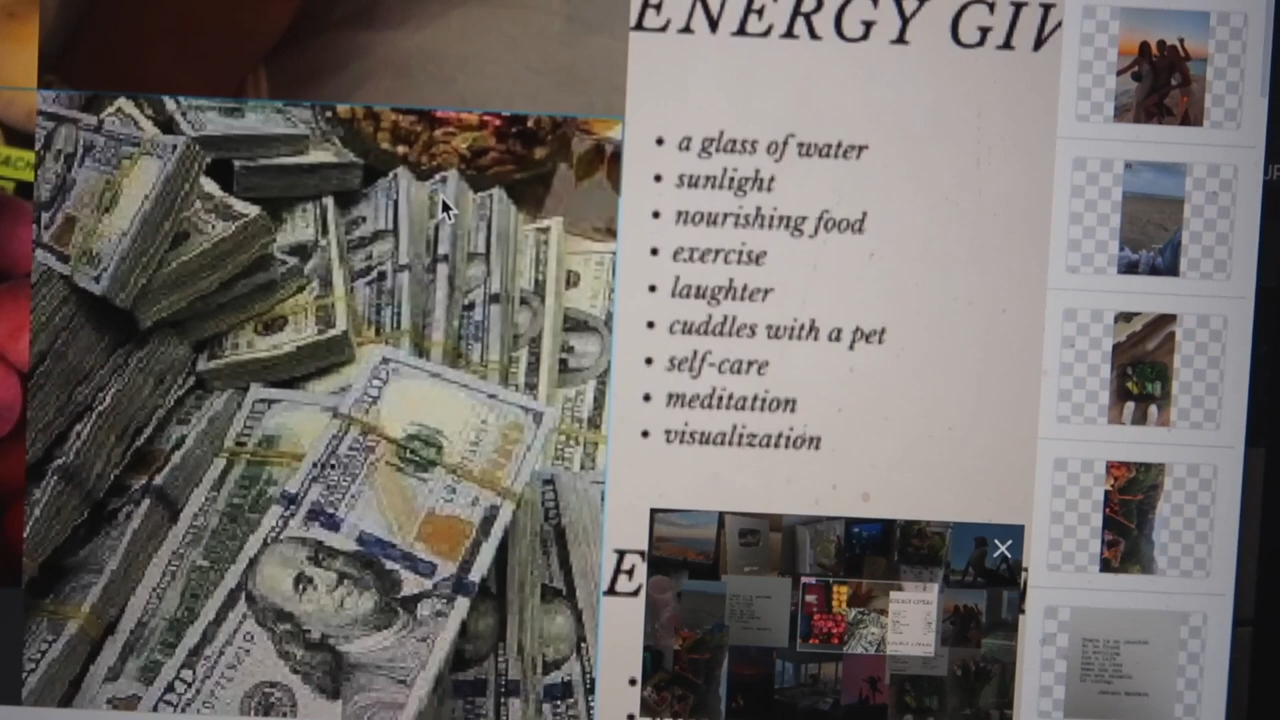 ENERGY GIV
• a glass of water
• sunlight
• nourishing food
• exercise
• laughter
• cuddles with a pet
• self-care
• meditation
• visualization
E